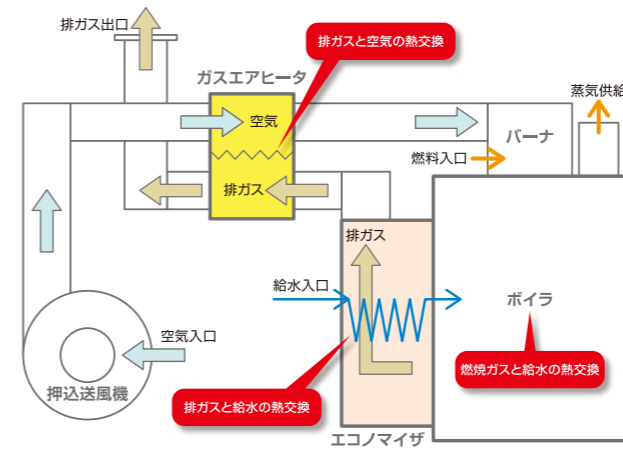 排ガス出口
排ガスと空気の熱交換
ガスエアヒータ
蒸気供給
空気
バーナ
燃料入口
排ガス
排ガス
給水入口
ボイラ
空気入口
燃焼ガスと給水の熱交換
押込送風機
排ガスと給水の熱交換
エコノマイザ